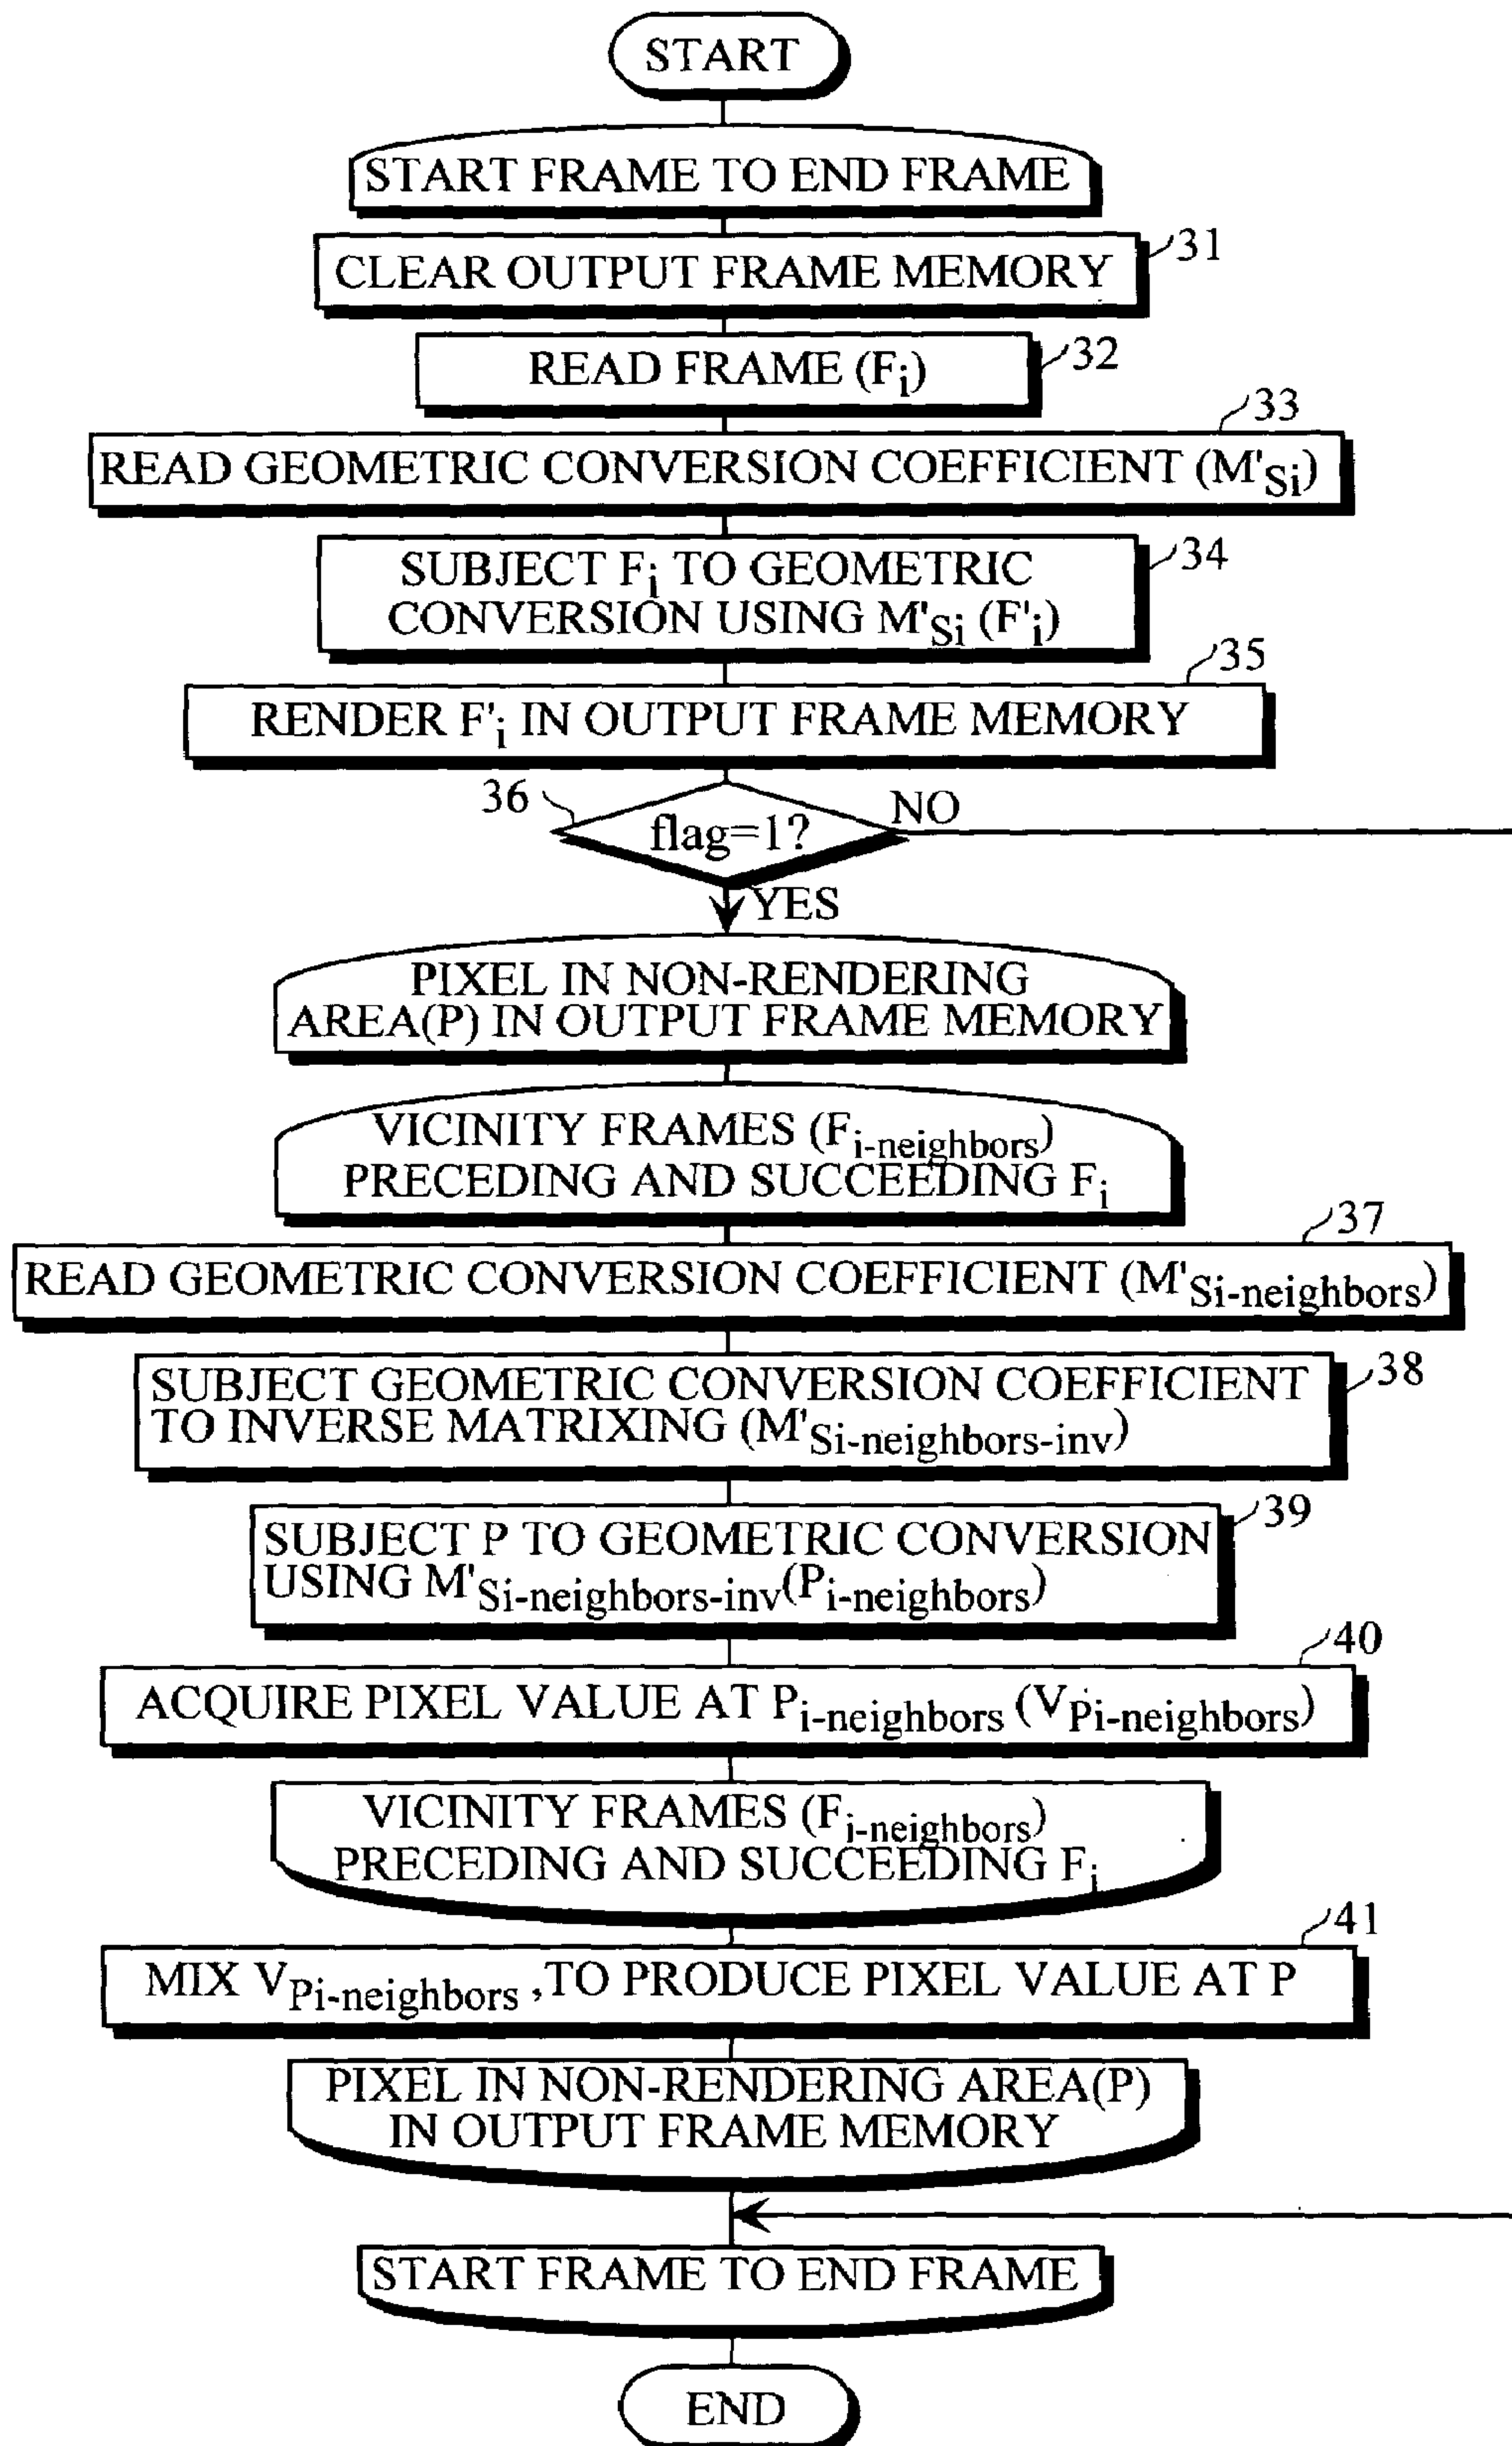 START
START FRAME TO END FRAME
31
CLEAR OUTPUT FRAME MEMORY
32
READ FRAME (Fi)
33
READ GEOMETRIC CONVERSION COEFFICIENT (M'Si)
34
SUBJECT Fi TO GEOMETRIC
CONVERSION USING M'Si (F'i)
35
RENDER F'i IN OUTPUT FRAME MEMORY
36
flag=1?
NO
YES
PIXEL IN NON-RENDERING
AREA(P) IN OUTPUT FRAME MEMORY
VICINITY FRAMES (Fi-neighbors)
PRECEDING AND SUCCEEDING Fi
37
READ GEOMETRIC CONVERSION COEFFICIENT (M'Si-neighbors)
38
SUBJECT GEOMETRIC CONVERSION COEFFICIENT
TO INVERSE MATRIXING (M'Si-neighbors-inv)
39
SUBJECT P TO GEOMETRIC CONVERSION
USING M'Si-neighbors-inv(Pi-neighbors)
40
ACQUIRE PIXEL VALUE AT Pi-neighbors (VPi-neighbors)
VICINITY FRAMES (Fi-neighbors)
PRECEDING AND SUCCEEDING Fi
41
MIX VPi-neighbors ,TO PRODUCE PIXEL VALUE AT P
PIXEL IN NON-RENDERING AREA(P)
IN OUTPUT FRAME MEMORY
START FRAME TO END FRAME
END